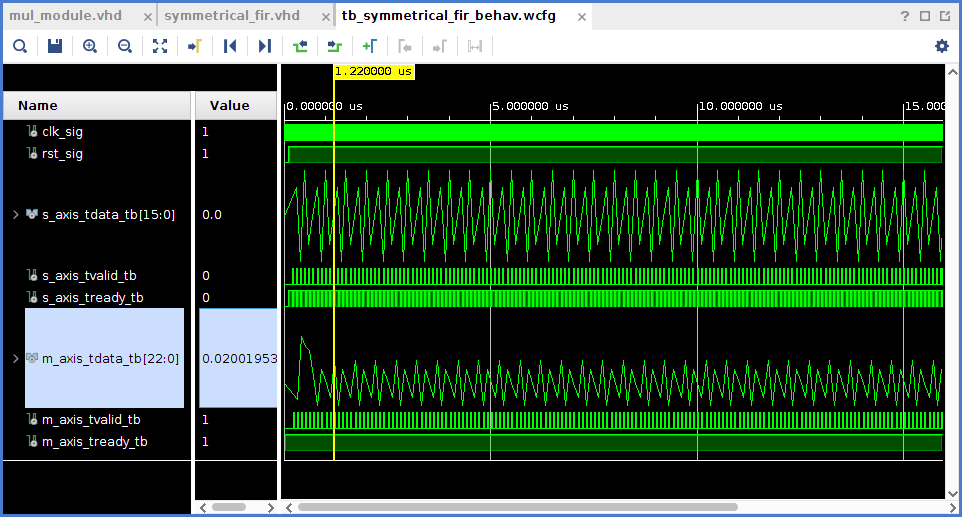 mul_module.vhd × symmetrical_fir.vhd × tb_symmetrical_fir_behav.wcfg × ?
1.220000 us
Name Value 0.000000 us 5.000000 us 10.000000 us 15.000
clk_sig 1
rst_sig 1
s_axis_tdata_tb[15:0] 0.0
s_axis_tvalid_tb 0
s_axis_tready_tb 0
m_axis_tdata_tb[22:0] 0.02001953
m_axis_tvalid_tb 1
m_axis_tready_tb 1